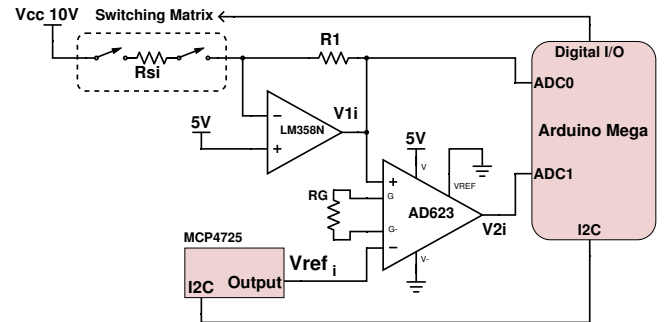 Vcc 10V
Switching Matrix
Rsi
R1
Digital I/O
ADC0
Arduino Mega
ADC1
I2C
5V
−
+
LM358N
V1i
5V
V
VREF
+
G
RG
AD623
G-
−
V-
V2i
MCP4725
I2C
Output
Vref i